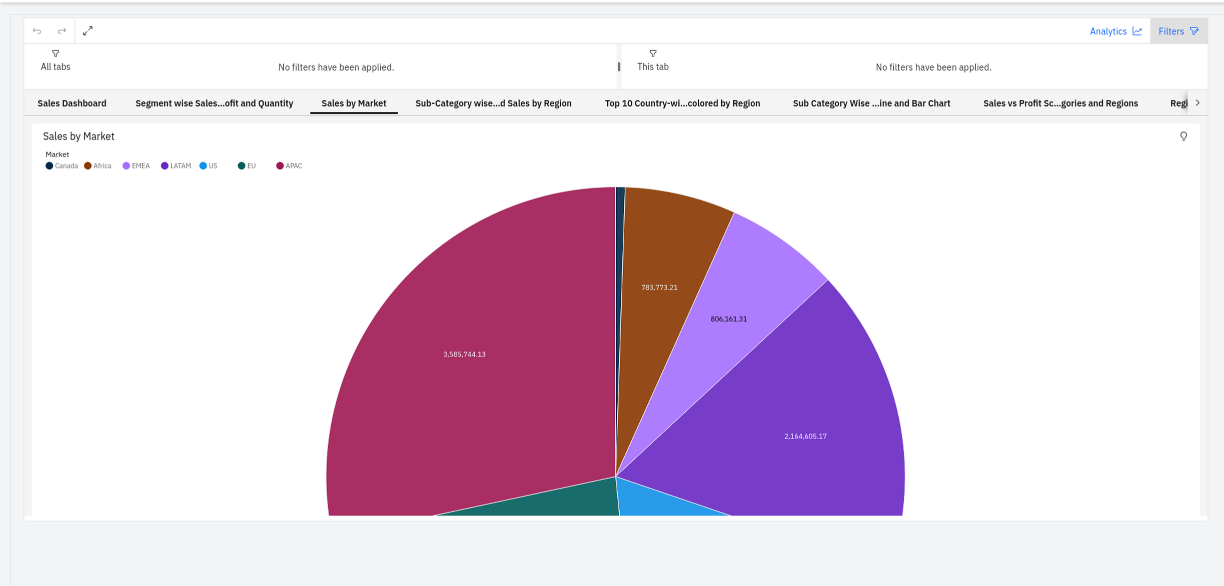 Analytics
Filters
All tabs
No filters have been applied.
This tab
No filters have been applied.
Sales Dashboard
Segment wise Sales...ofit and Quantity
Sales by Market
Sub-Category wise...d Sales by Region
Top 10 Country-wi...colored by Region
Sub Category Wise ...ine and Bar Chart
Sales vs Profit Sc...gories and Regions
Regi
Sales by Market
Market
Canada Africa EMEA LATAM US EU APAC
783,773.21
806,161.31
3,585,744.13
2,164,605.17